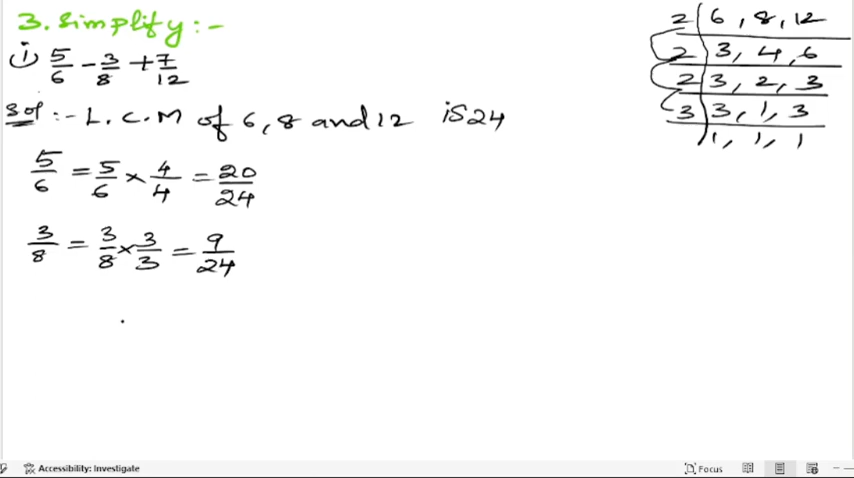 3. Simplify :-
(i) 5/6 - 3/8 + 7/12
Sol :- L.C.M of 6, 8 and 12 is 24
5/6 = 5/6 × 4/4 = 20/24
3/8 = 3/8 × 3/3 = 9/24
2 | 6, 8, 12
2 | 3, 4, 6
2 | 3, 2, 3
3 | 3, 1, 3
| 1, 1, 1
Accessibility: Investigate
Focus